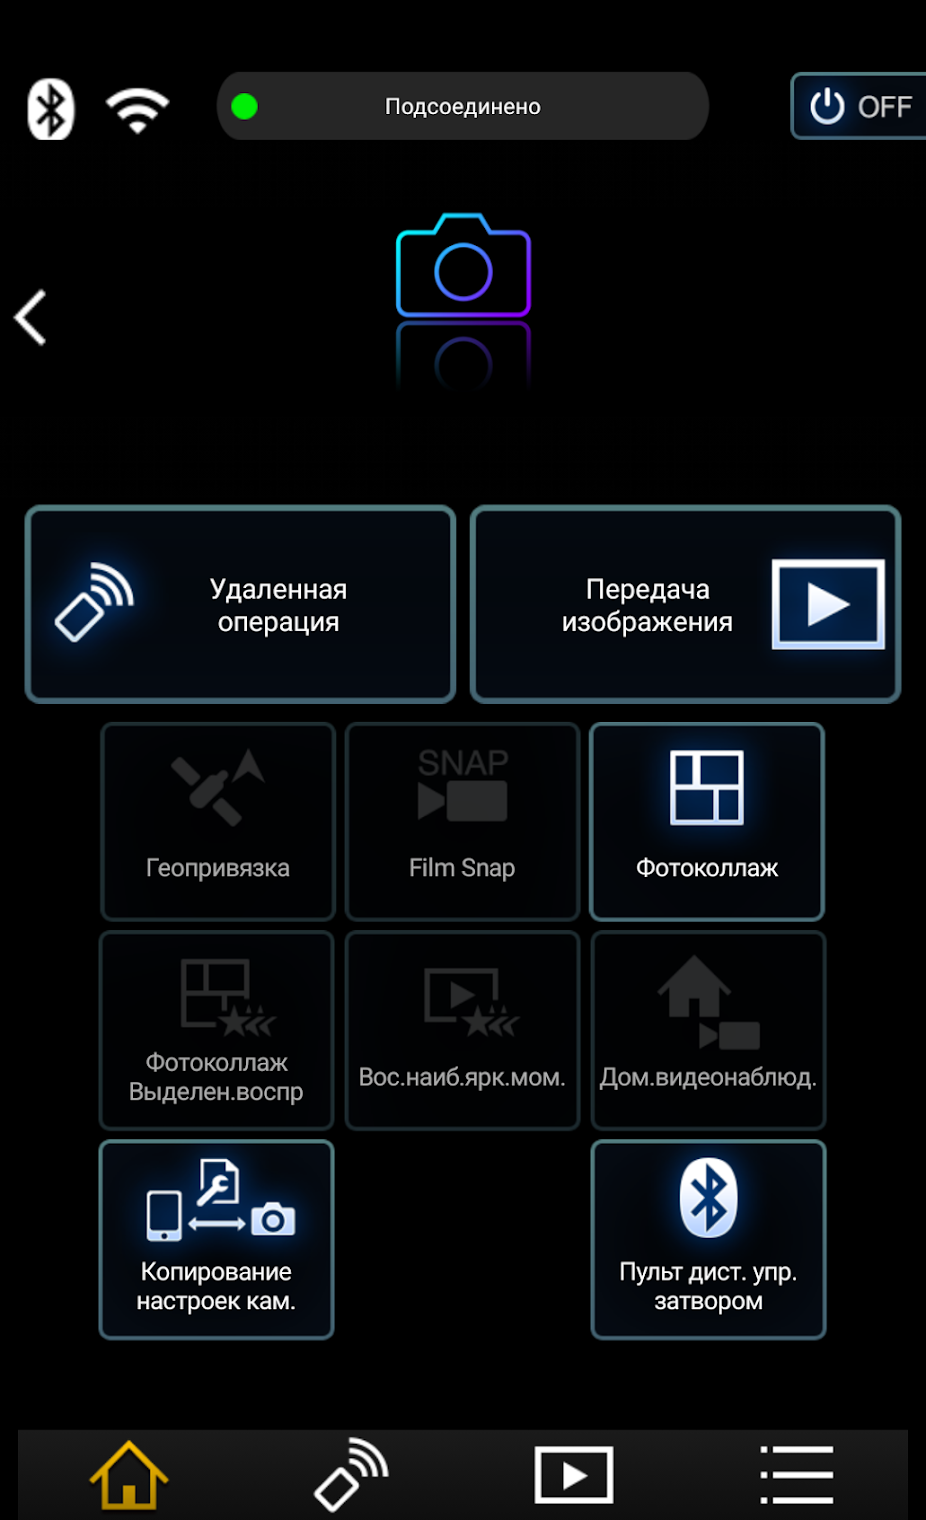 Подсоединено
OFF
Удаленная
операция
Передача
изображения
SNAP
Геопривязка
Film Snap
Фотоколлаж
Фотоколлаж
Выделен.воспр
Вос.наиб.ярк.мом.
Дом.видеонаблюд.
Копирование
настроек кам.
Пульт дист. упр.
затвором